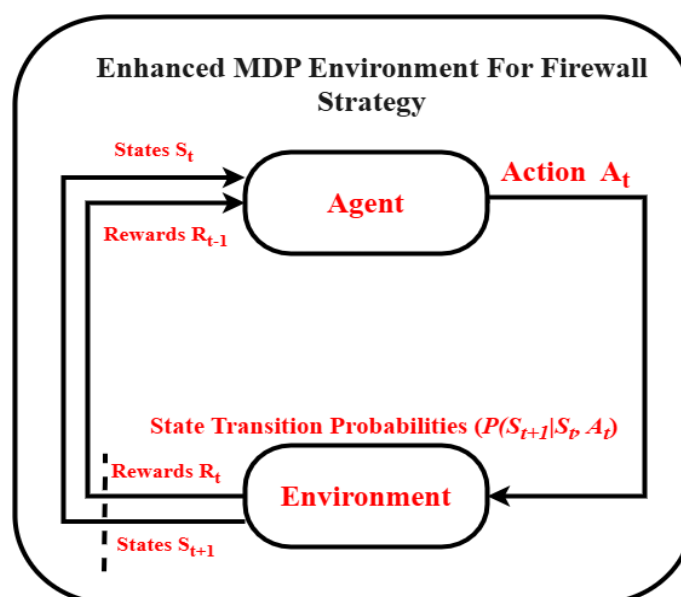 Enhanced MDP Environment For Firewall
Strategy
States Sₜ
Agent
Action Aₜ
Rewards Rₜ₋₁
State Transition Probabilities (P(Sₜ₊₁|Sₜ, Aₜ)
Rewards Rₜ
Environment
States Sₜ₊₁